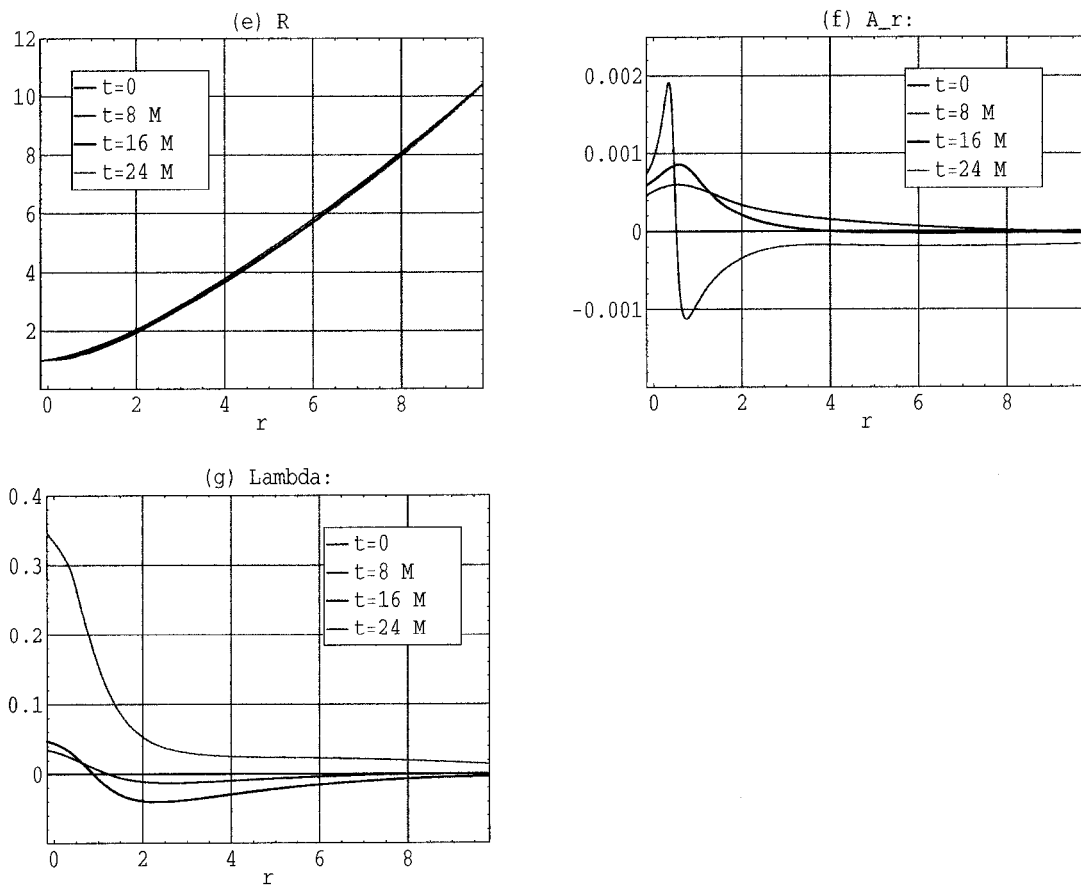 (e) R
12
10
8
6
4
2
t=0
t=8 M
t=16 M
t=24 M
0 2 4 6 8
r
(f) A_r:
0.002
0.001
0
-0.001
t=0
t=8 M
t=16 M
t=24 M
0 2 4 6 8
r
(g) Lambda:
0.4
0.3
0.2
0.1
0
t=0
t=8 M
t=16 M
t=24 M
0 2 4 6 8
r